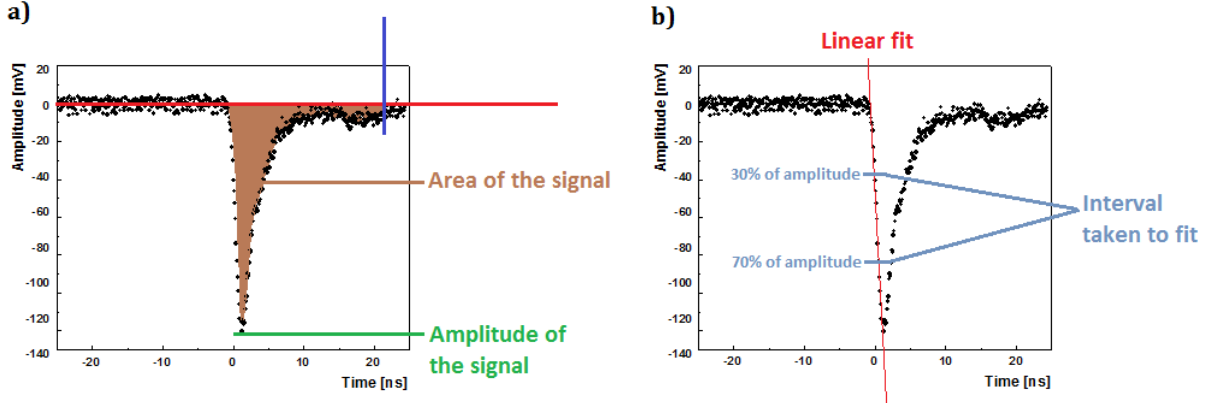 a)
Amplitude [mV]
20
0
-20
-40
-60
-80
-100
-120
-140
-20
-10
0
10
20
Time [ns]
Area of the signal
Amplitude of
the signal
b)
Linear fit
Amplitude [mV]
20
0
-20
-40
-60
-80
-100
-120
-140
-20
-10
0
10
20
Time [ns]
30% of amplitude
70% of amplitude
Interval
taken to fit